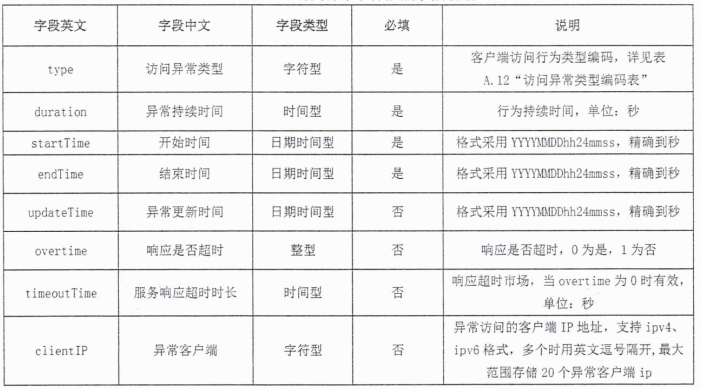 字段英文 字段中文 字段类型 必填 说明
type 访问异常类型 字符型 是 客户端访问行为类型编码，详见表
A.12“访问异常类型编码表”
duration 异常持续时间 时间型 是 行为持续时间，单位：秒
startTime 开始时间 日期时间型 是 格式采用 YYYYMMDDhh24mmss，精确到秒
endTime 结束时间 日期时间型 是 格式采用 YYYYMMDDhh24mmss，精确到秒
updateTime 异常更新时间 日期时间型 否 格式采用 YYYYMMDDhh24mmss，精确到秒
overtime 响应是否超时 整型 否 响应是否超时，0 为是，1 为否
timeoutTime 服务响应超时时长 时间型 否 响应超时市场，当 overtime 为 0 时有效，
单位：秒
clientIP 异常客户端 字符型 否 异常访问的客户端 IP 地址，支持 ipv4、
ipv6 格式，多个时用英文逗号隔开,最大
范围存储 20 个异常客户端 ip